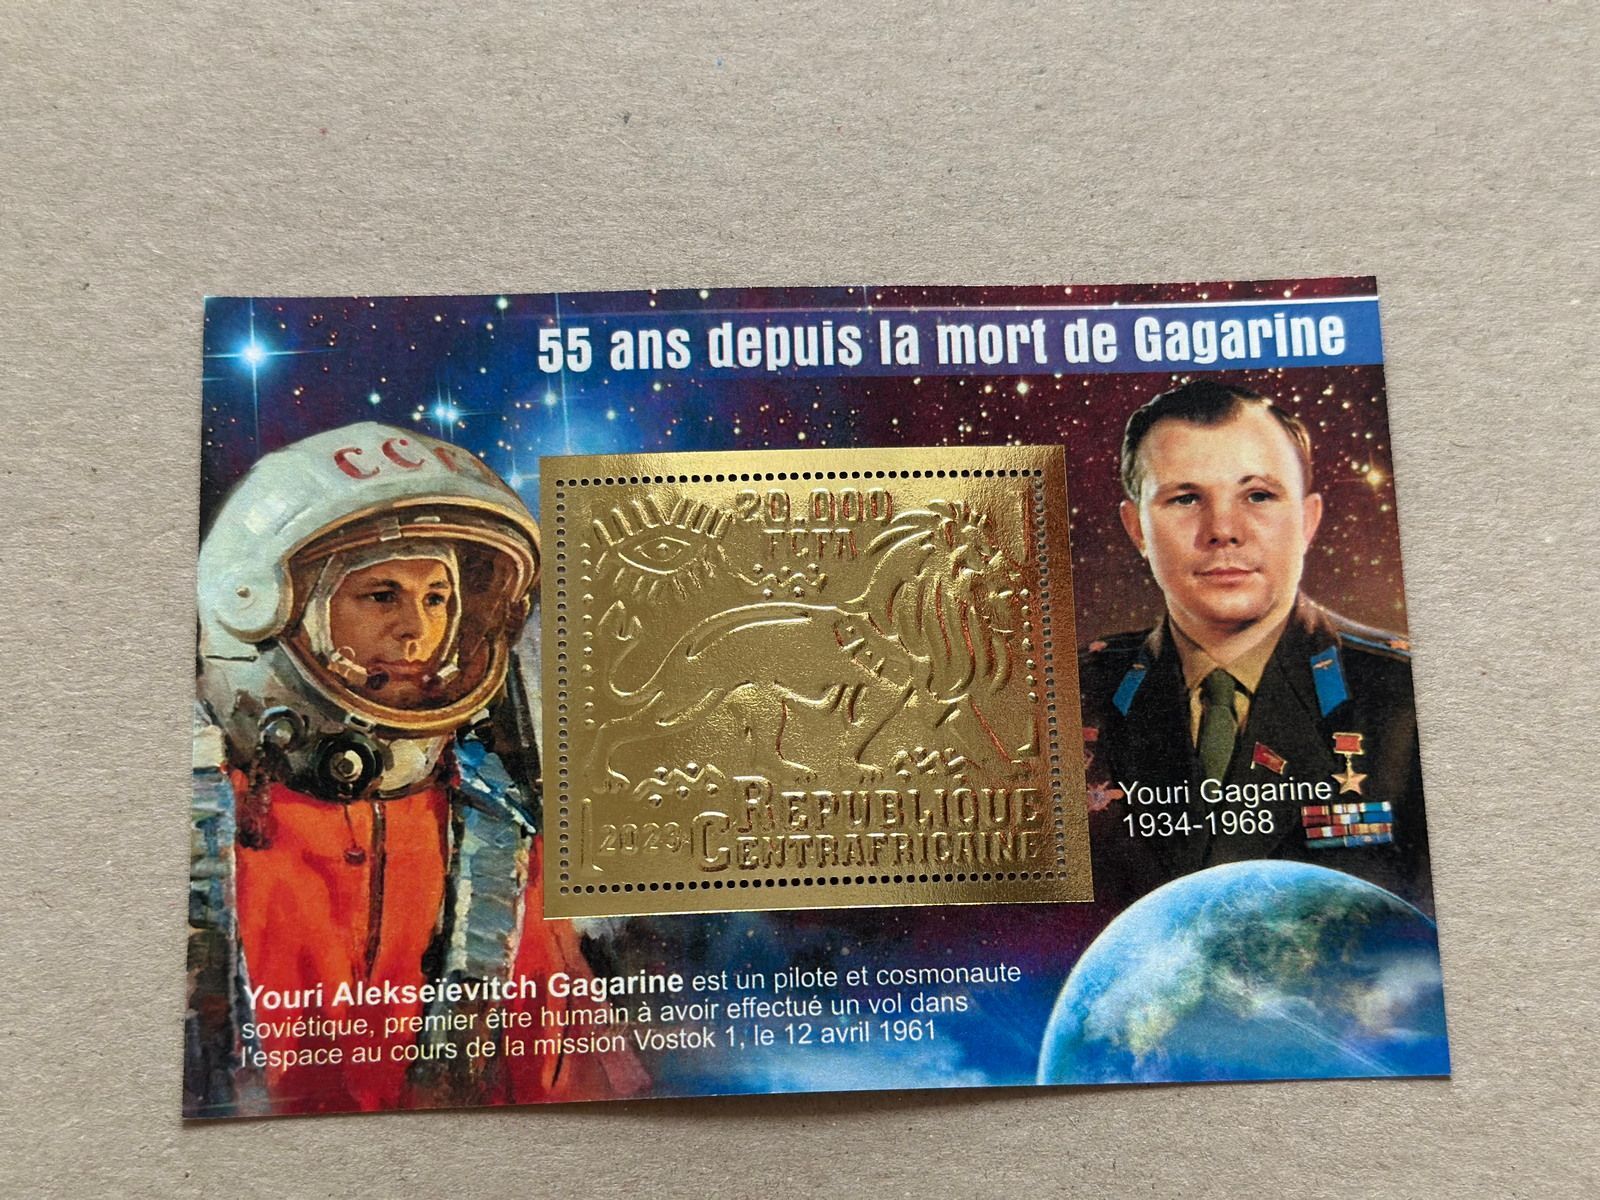 55 ans depuis la mort de Gagarine
CC
20.000
FCFA
2023
RÉPUBLIQUE
CENTRAFRICAINE
Youri Gagarine
1934-1968
Youri Alekseïevitch Gagarine est un pilote et cosmonaute
soviétique, premier être humain à avoir effectué un vol dans
l'espace au cours de la mission Vostok 1, le 12 avril 1961